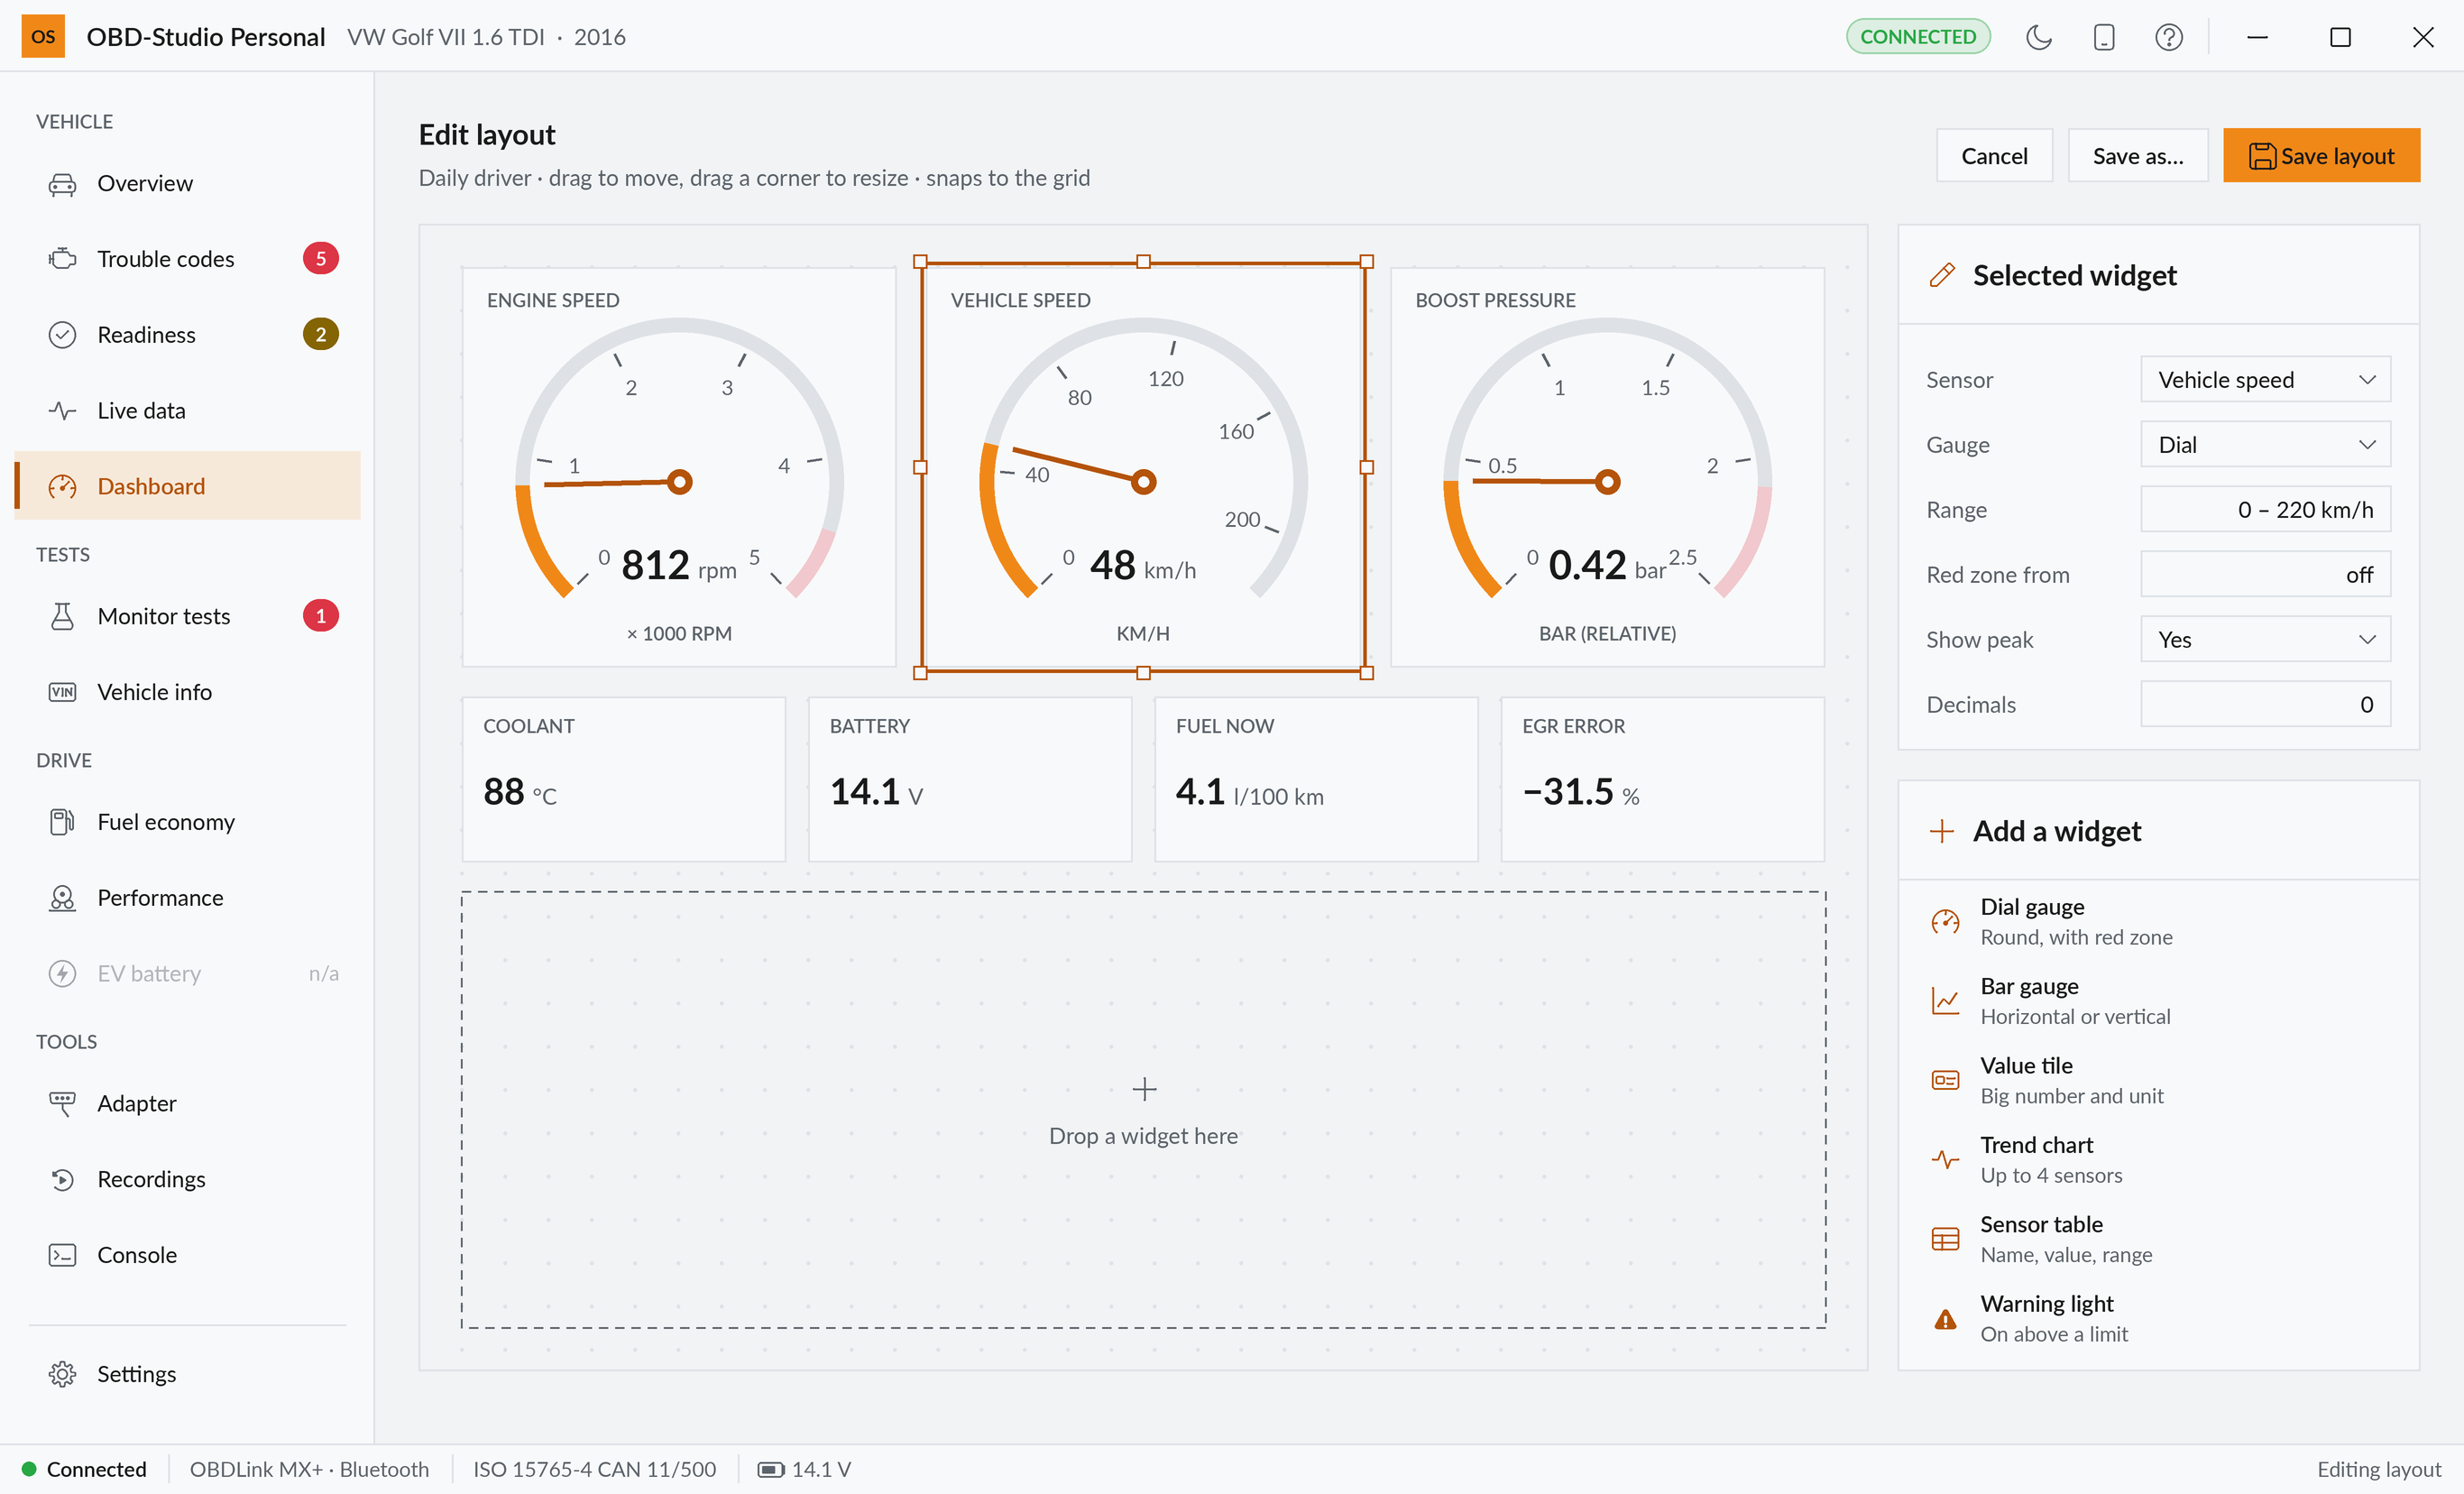 OS OBD-Studio Personal VW Golf VII 1.6 TDI · 2016 CONNECTED
VEHICLE
Overview
Trouble codes 5
Readiness 2
Live data
Dashboard
TESTS
Monitor tests 1
VIN Vehicle info
DRIVE
Fuel economy
Performance
EV battery n/a
TOOLS
Adapter
Recordings
Console
Settings
Edit layout
Daily driver · drag to move, drag a corner to resize · snaps to the grid
Cancel Save as... Save layout
ENGINE SPEED
0 1 2 3 4 5
812 rpm
× 1000 RPM
VEHICLE SPEED
0 40 80 120 160 200
48 km/h
KM/H
BOOST PRESSURE
0 0.5 1 1.5 2 2.5
0.42 bar
BAR (RELATIVE)
COOLANT
88 °C
BATTERY
14.1 V
FUEL NOW
4.1 l/100 km
EGR ERROR
−31.5 %
Drop a widget here
Selected widget
Sensor Vehicle speed
Gauge Dial
Range 0 – 220 km/h
Red zone from off
Show peak Yes
Decimals 0
Add a widget
Dial gauge
Round, with red zone
Bar gauge
Horizontal or vertical
Value tile
Big number and unit
Trend chart
Up to 4 sensors
Sensor table
Name, value, range
Warning light
On above a limit
Connected OBDLink MX+ · Bluetooth ISO 15765-4 CAN 11/500 14.1 V Editing layout